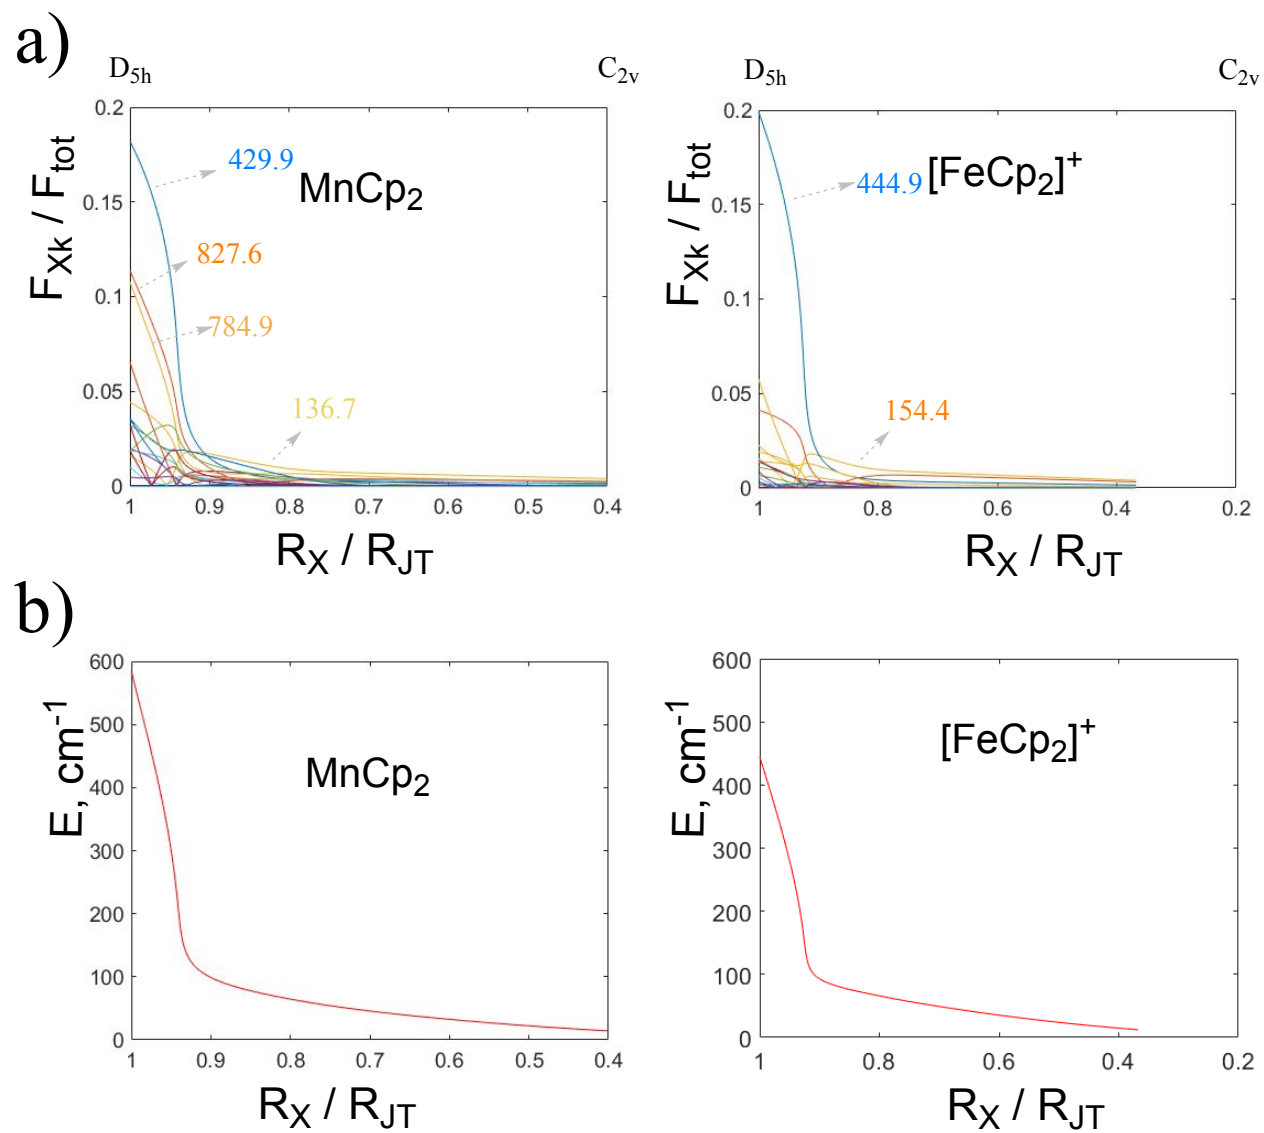 a)
D5h C2v D5h C2v
0.2
0.15
0.1
0.05
0
FXk / Ftot
429.9
MnCp2
827.6
784.9
136.7
1 0.9 0.8 0.7 0.6 0.5 0.4
RX / RJT
0.2
0.15
0.1
0.05
0
FXk / Ftot
444.9
[FeCp2]+
154.4
1 0.8 0.6 0.4 0.2
RX / RJT
b)
600
500
400
300
200
100
0
E, cm-1
MnCp2
1 0.9 0.8 0.7 0.6 0.5 0.4
RX / RJT
600
500
400
300
200
100
0
E, cm-1
[FeCp2]+
1 0.8 0.6 0.4 0.2
RX / RJT